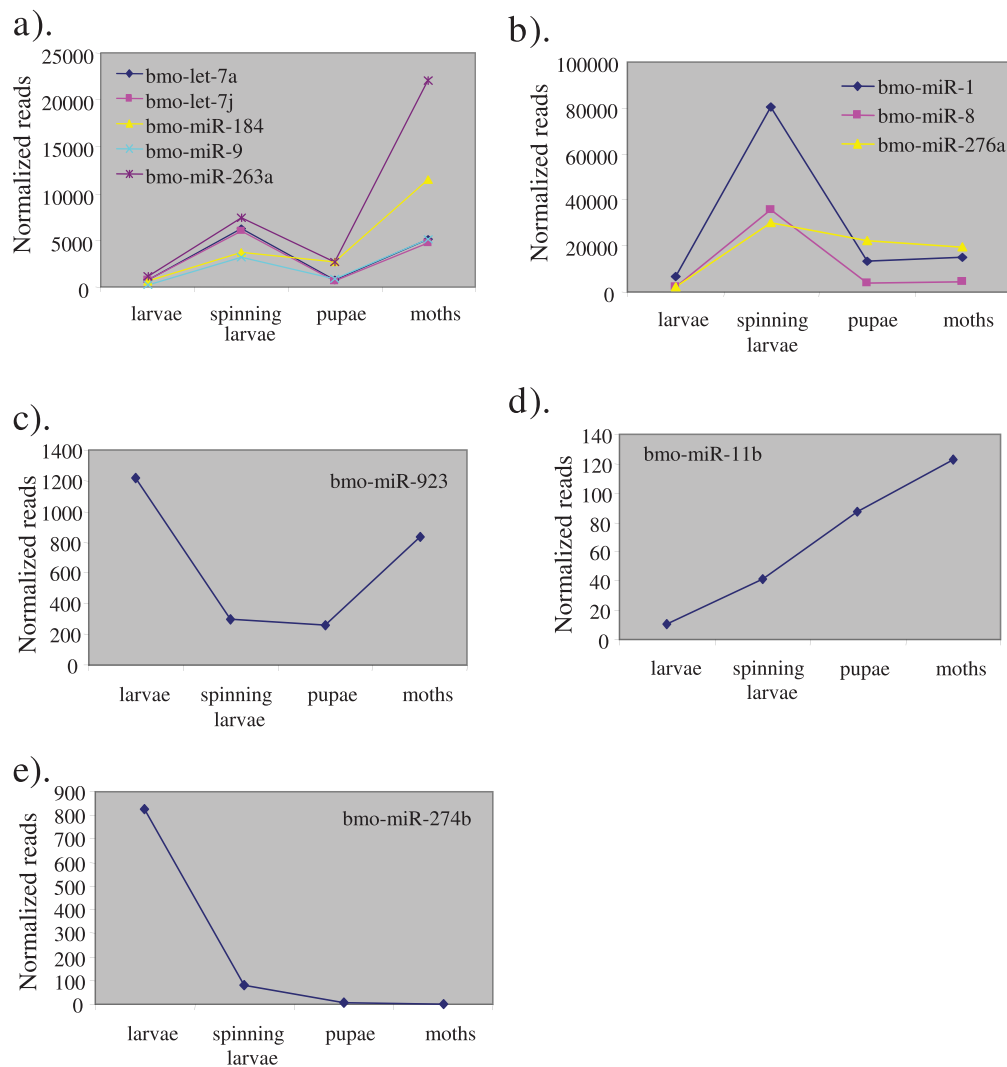 a).
25000
20000
15000
10000
5000
0
Normalized reads
bmo-let-7a
bmo-let-7j
bmo-miR-184
bmo-miR-9
bmo-miR-263a
larvae
spinning
larvae
pupae
moths
b).
100000
80000
60000
40000
20000
0
Normalized reads
bmo-miR-1
bmo-miR-8
bmo-miR-276a
larvae
spinning
larvae
pupae
moths
c).
1400
1200
1000
800
600
400
200
0
Normalized reads
bmo-miR-923
larvae
spinning
larvae
pupae
moths
d).
140
120
100
80
60
40
20
0
Normalized reads
bmo-miR-11b
larvae
spinning
larvae
pupae
moths
e).
900
800
700
600
500
400
300
200
100
0
Normalized reads
bmo-miR-274b
larvae
spinning
larvae
pupae
moths